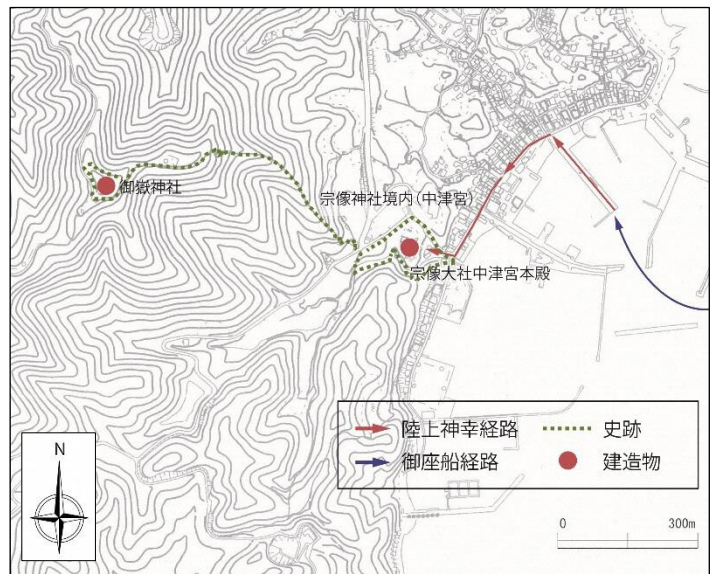 御嶽神社
宗像神社境内(中津宮)
宗像大社中津宮本殿
陸上神幸経路
史跡
御座船経路
建造物
N
0
300m